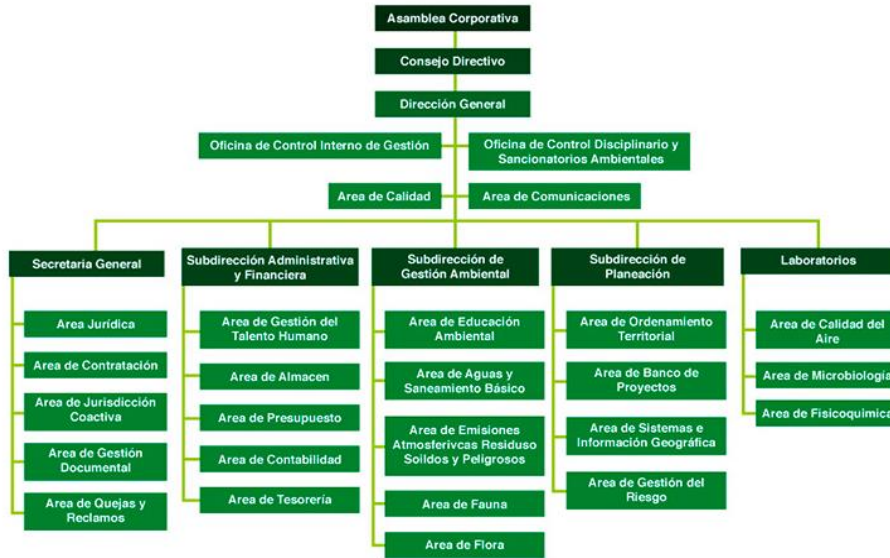 Asamblea Corporativa
Consejo Directivo
Dirección General
Oficina de Control Interno de Gestión
Oficina de Control Disciplinario y
Sancionatorios Ambientales
Area de Calidad
Area de Comunicaciones
Secretaria General
Area Jurídica
Area de Contratación
Area de Jurisdicción
Coactiva
Area de Gestión
Documental
Area de Quejas y
Reclamos
Subdirección Administrativa
y Financiera
Area de Gestión del
Talento Humano
Area de Almacen
Area de Presupuesto
Area de Contabilidad
Area de Tesorería
Subdirección de
Gestión Ambiental
Area de Educación
Ambiental
Area de Aguas y
Saneamiento Básico
Area de Emisiones
Atmosferivcas Residuso
Soildos y Peligrosos
Area de Fauna
Area de Flora
Subdirección de
Planeación
Area de Ordenamiento
Territorial
Area de Banco de
Proyectos
Area de Sistemas e
Información Geográfica
Area de Gestión del
Riesgo
Laboratorios
Area de Calidad del
Aire
Area de Microbiología
Area de Fisicoquimica